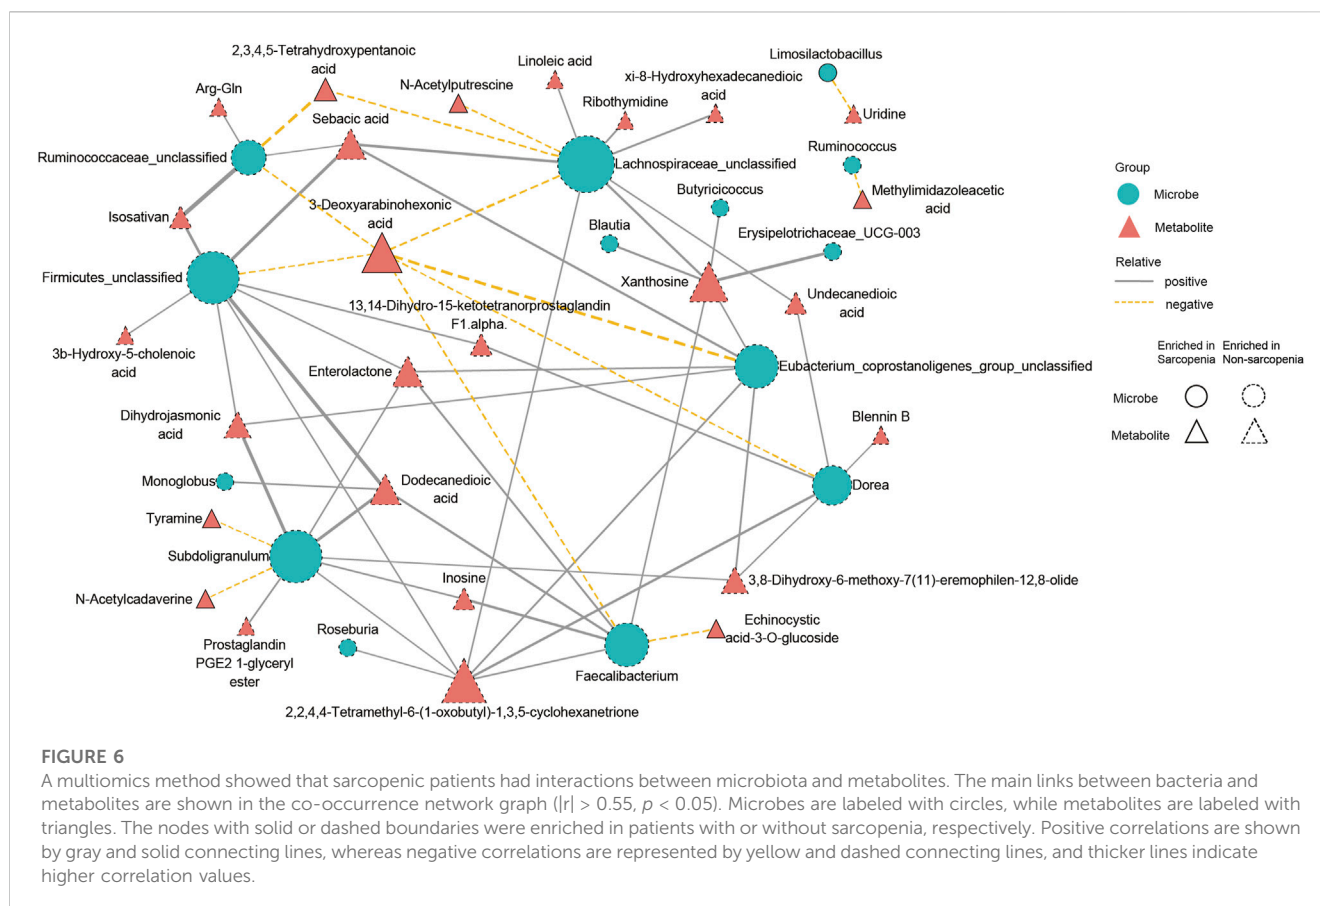 2,3,4,5-Tetrahydroxypentanoic
acid
Linoleic acid
Limosilactobacillus
xi-8-Hydroxyhexadecanedioic
acid
Arg-Gln
N-Acetylputrescine
Ribothymidine
Sebacic acid
Uridine
Ruminococcaceae_unclassified
Lachnospiraceae_unclassified
Ruminococcus
Butyricicoccus
Methylimidazoleacetic
acid
Isosativan
3-Deoxyarabinohexonic
acid
Blautia
Erysipelotrichaceae_UCG-003
Firmicutes_unclassified
Xanthosine
Undecanedioic
acid
13,14-Dihydro-15-ketotetranorprostaglandin
F1.alpha.
3b-Hydroxy-5-cholenoic
acid
Enterolactone
Eubacterium_coprostanoligenes_group_unclassified
Dihydrojasmonic
acid
Blennin B
Monoglobus
Dodecanedioic
acid
Dorea
Tyramine
Subdoligranulum
Inosine
3,8-Dihydroxy-6-methoxy-7(11)-eremophilen-12,8-olide
N-Acetylcadaverine
Roseburia
Echinocystic
acid-3-O-glucoside
Prostaglandin
PGE2 1-glyceryl
ester
Faecalibacterium
2,2,4,4-Tetramethyl-6-(1-oxobutyl)-1,3,5-cyclohexanetrione
Group
Microbe
Metabolite
Relative
positive
negative
Enriched in
Sarcopenia
Enriched in
Non-sarcopenia
Microbe
Metabolite
FIGURE 6
A multiomics method showed that sarcopenic patients had interactions between microbiota and metabolites. The main links between bacteria and
metabolites are shown in the co-occurrence network graph (|r| > 0.55, p < 0.05). Microbes are labeled with circles, while metabolites are labeled with
triangles. The nodes with solid or dashed boundaries were enriched in patients with or without sarcopenia, respectively. Positive correlations are shown
by gray and solid connecting lines, whereas negative correlations are represented by yellow and dashed connecting lines, and thicker lines indicate
higher correlation values.